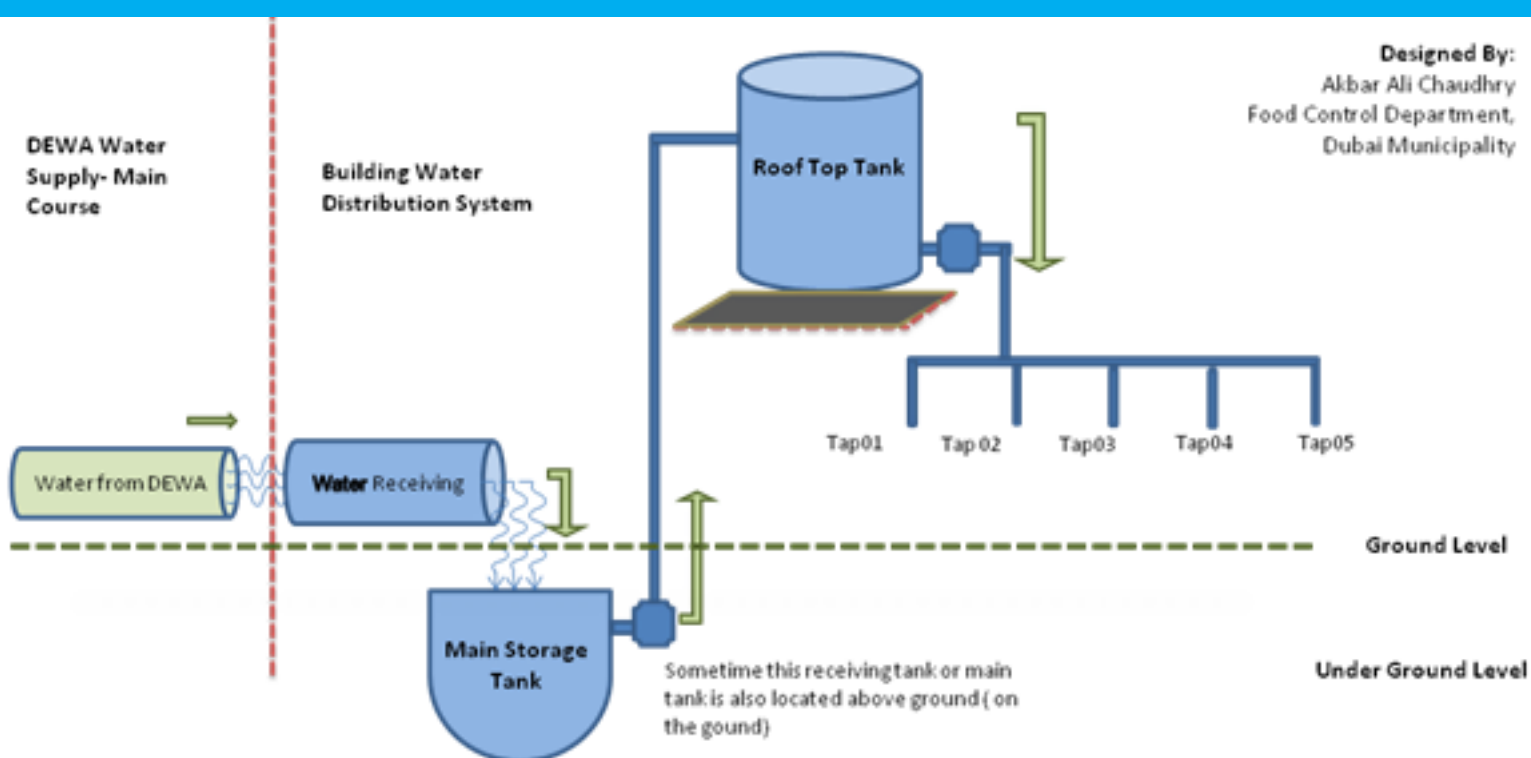 Designed By:
Akbar Ali Chaudhry
Food Control Department,
Dubai Municipality
DEWA Water
Supply- Main
Course
Building Water
Distribution System
Roof Top Tank
Tap01
Tap 02
Tap03
Tap04
Tap05
Water from DEWA
Water Receiving
Ground Level
Main Storage
Tank
Sometime this receiving tank or main
tank is also located above ground ( on
the gound)
Under Ground Level